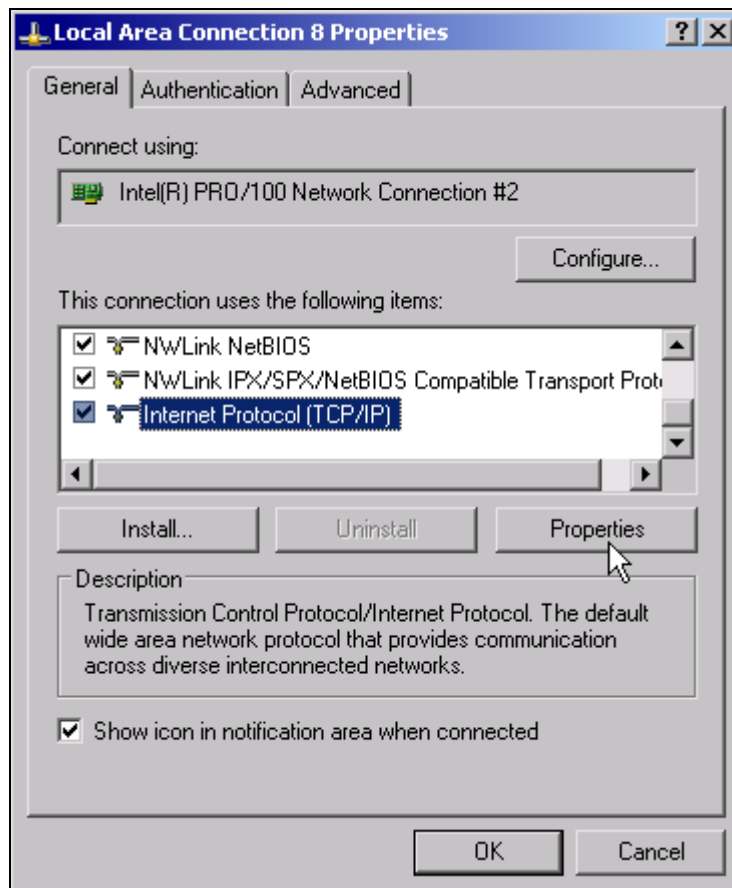 Local Area Connection 8 Properties
General
Authentication
Advanced
Connect using:
Intel(R) PRO/100 Network Connection #2
Configure...
This connection uses the following items:
NWLink NetBIOS
NWLink IPX/SPX/NetBIOS Compatible Transport Proto
Internet Protocol (TCP/IP)
Install...
Uninstall
Properties
Description
Transmission Control Protocol/Internet Protocol. The default
wide area network protocol that provides communication
across diverse interconnected networks.
Show icon in notification area when connected
OK
Cancel